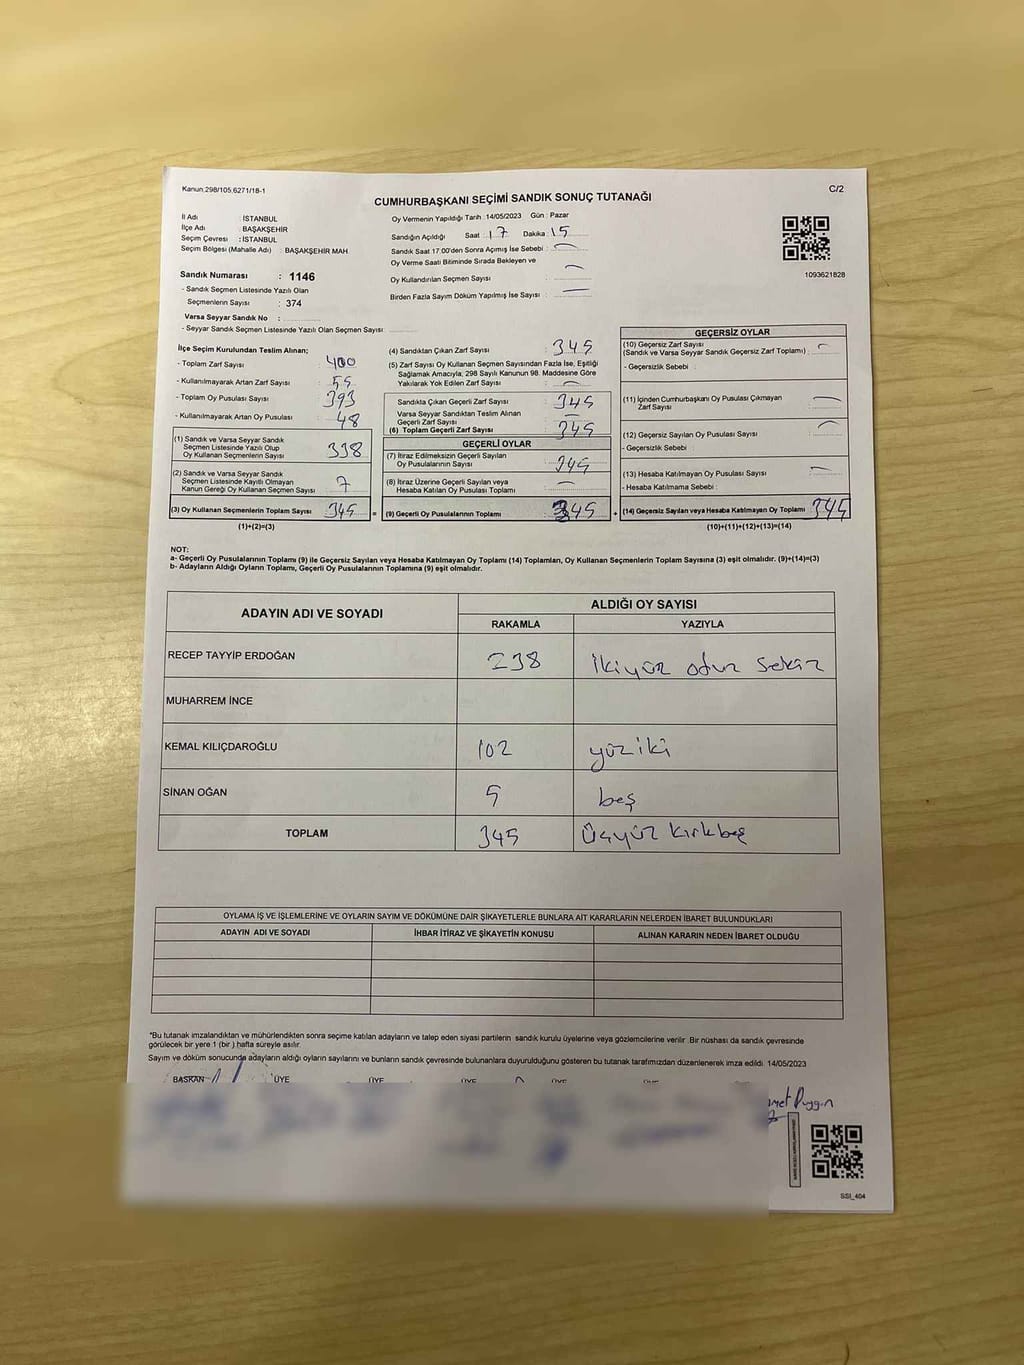 Kanun,298/105,6271/18-1
C/2
CUMHURBAŞKANI SEÇİMİ SANDIK SONUÇ TUTANAĞI
İl Adı : İSTANBUL
İlçe Adı : BAŞAKŞEHİR
Seçim Çevresi : İSTANBUL
Seçim Bölgesi (Mahalle Adı) : BAŞAKŞEHİR MAH
Sandık Numarası : 1146
- Sandık Seçmen Listesinde Yazılı Olan
Seçmenlerin Sayısı : 374
Varsa Seyyar Sandık No :
- Seyyar Sandık Seçmen Listesinde Yazılı Olan Seçmen Sayısı :
Oy Vermenin Yapıldığı Tarih :14/05/2023 Gün : Pazar
Sandığın Açıldığı Saat : 17 Dakika : 15
Sandık Saat 17.00'den Sonra Açımış İse Sebebi :
Oy Verme Saati Bitiminde Sırada Bekleyen ve
Oy Kullandırılan Seçmen Sayısı :
Birden Fazla Sayım Döküm Yapılmış İse Sayısı :
1093621828
İlçe Seçim Kurulundan Teslim Alınan;
- Toplam Zarf Sayısı : 400
- Kullanılmayarak Artan Zarf Sayısı : 55
- Toplam Oy Pusulası Sayısı : 393
- Kullanılmayarak Artan Oy Pusulası : 48
(1) Sandık ve Varsa Seyyar Sandık
Seçmen Listesinde Yazılı Olup
Oy Kullanan Seçmenlerin Sayısı : 338
(2) Sandık ve Varsa Seyyar Sandık
Seçmen Listesinde Kayıtlı Olmayan
Kanun Gereği Oy Kullanan Seçmen Sayısı : 7
(3) Oy Kullanan Seçmenlerin Toplam Sayısı : 345 =
(1)+(2)=(3)
(4) Sandıktan Çıkan Zarf Sayısı : 345
(5) Zarf Sayısı Oy Kullanan Seçmen Sayısından Fazla İse, Eşitliği
Sağlamak Amacıyla; 298 Sayılı Kanunun 98. Maddesine Göre
Yakılarak Yok Edilen Zarf Sayısı :
Sandıkta Çıkan Geçerli Zarf Sayısı : 345
Varsa Seyyar Sandıktan Teslim Alınan
Geçerli Zarf Sayısı :
(6) Toplam Geçerli Zarf Sayısı : 345
GEÇERLİ OYLAR
(7) İtiraz Edilmeksizin Geçerli Sayılan
Oy Pusulalarının Sayısı : 345
(8) İtiraz Üzerine Geçerli Sayılan veya
Hesaba Katılan Oy Pusulası Toplamı :
(9) Geçerli Oy Pusulalarının Toplamı : 345 +
GEÇERSİZ OYLAR
(10) Geçersiz Zarf Sayısı
(Sandık ve Varsa Seyyar Sandık Geçersiz Zarf Toplamı) :
- Geçersizlik Sebebi :
(11) İçinden Cumhurbaşkanı Oy Pusulası Çıkmayan
Zarf Sayısı :
(12) Geçersiz Sayılan Oy Pusulası Sayısı :
- Geçersizlik Sebebi :
(13) Hesaba Katılmayan Oy Pusulası Sayısı :
- Hesaba Katılmama Sebebi :
(14) Geçersiz Sayılan veya Hesaba Katılmayan Oy Toplamı : 345
(10)+(11)+(12)+(13)=(14)
NOT:
a- Geçerli Oy Pusulalarının Toplamı (9) ile Geçersiz Sayılan veya Hesaba Katılmayan Oy Toplamı (14) Toplamları, Oy Kullanan Seçmenlerin Toplam Sayısına (3) eşit olmalıdır. (9)+(14)=(3)
b- Adayların Aldığı Oyların Toplamı, Geçerli Oy Pusulalarının Toplamına (9) eşit olmalıdır.
ADAYIN ADI VE SOYADI
ALDIĞI OY SAYISI
RAKAMLA YAZIYLA
RECEP TAYYİP ERDOĞAN 238 ikiyüz otuz sekiz
MUHARREM İNCE
KEMAL KILIÇDAROĞLU 102 yüziki
SİNAN OĞAN 5 beş
TOPLAM 345 Üçyüz kırkbeş
OYLAMA İŞ VE İŞLEMLERİNE VE OYLARIN SAYIM VE DÖKÜMÜNE DAİR ŞİKAYETLERLE BUNLARA AİT KARARLARIN NELERDEN İBARET BULUNDUKLARI
ADAYIN ADI VE SOYADI İHBAR İTİRAZ VE ŞİKAYETİN KONUSU ALINAN KARARIN NEDEN İBARET OLDUĞU
*Bu tutanak imzalandıktan ve mühürlendikten sonra seçime katılan adayların ve talep eden siyasi partilerin sandık kurulu üyelerine veya gözlemcilerine verilir. Bir nüshası da sandık çevresinde
görülecek bir yere 1 (bir ) hafta süreyle asılır.
Sayım ve döküm sonucunda adayların aldığı oyların sayılarını ve bunların sandık çevresinde bulunanlara duyurulduğunu gösteren bu tutanak tarafımızdan düzenlenerek imza edildi. 14/05/2023
BAŞKAN ÜYE ÜYE ÜYE ÜYE
SSI_404